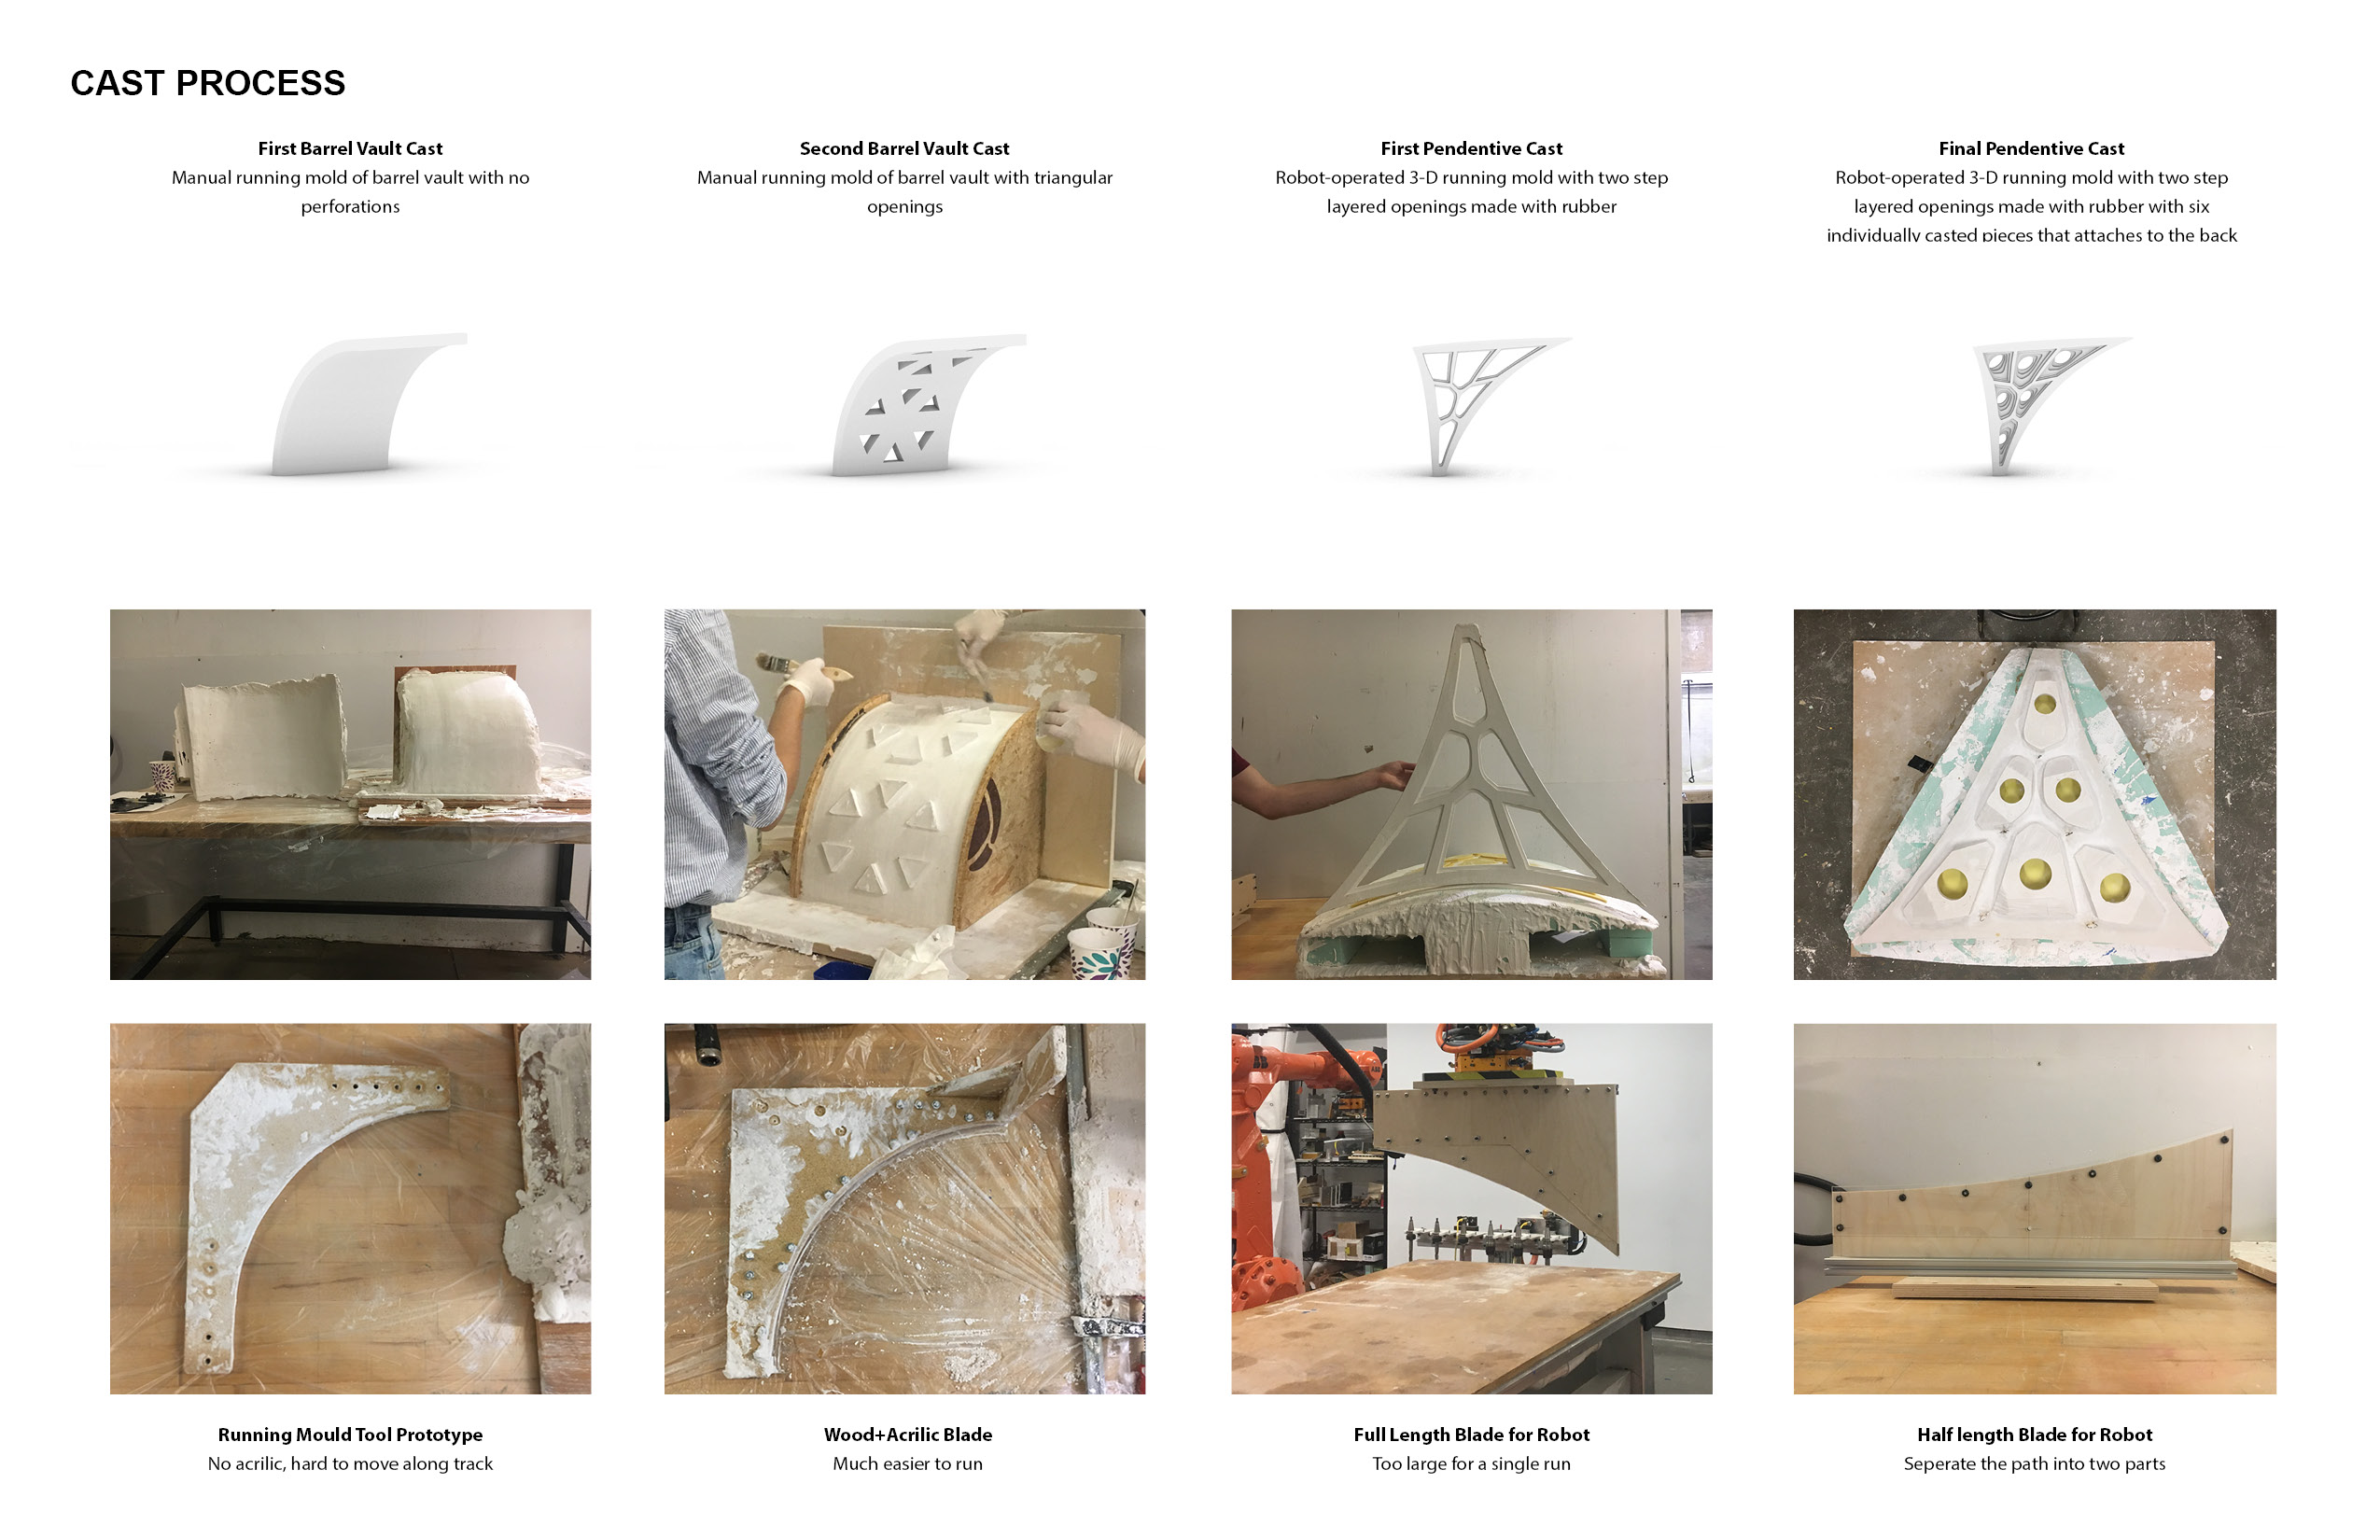 CAST PROCESS
First Barrel Vault Cast
Manual running mold of barrel vault with no
perforations
Second Barrel Vault Cast
Manual running mold of barrel vault with triangular
openings
First Pendentive Cast
Robot-operated 3-D running mold with two step
layered openings made with rubber
Final Pendentive Cast
Robot-operated 3-D running mold with two step
layered openings made with rubber with six
individually casted pieces that attaches to the back
Running Mould Tool Prototype
No acrilic, hard to move along track
Wood+Acrilic Blade
Much easier to run
Full Length Blade for Robot
Too large for a single run
Half length Blade for Robot
Seperate the path into two parts